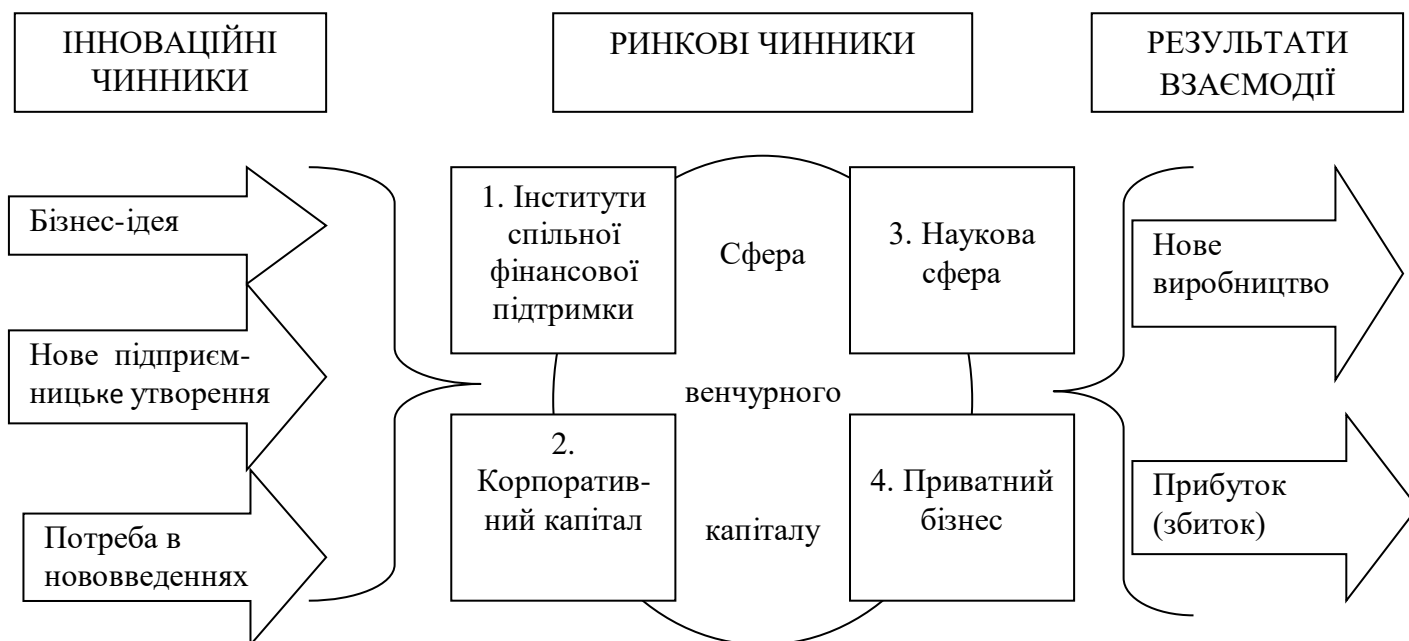 ІННОВАЦІЙНІ
ЧИННИКИ
РИНКОВІ ЧИННИКИ
РЕЗУЛЬТАТИ
ВЗАЄМОДІЇ
Бізнес-ідея
Нове підприєм-
ницьке утворення
Потреба в
нововведеннях
1. Інститути
спільної
фінансової
підтримки
2.
Корпоратив-
ний капітал
Сфера
венчурного
капіталу
3. Наукова
сфера
4. Приватний
бізнес
Нове
виробництво
Прибуток
(збиток)